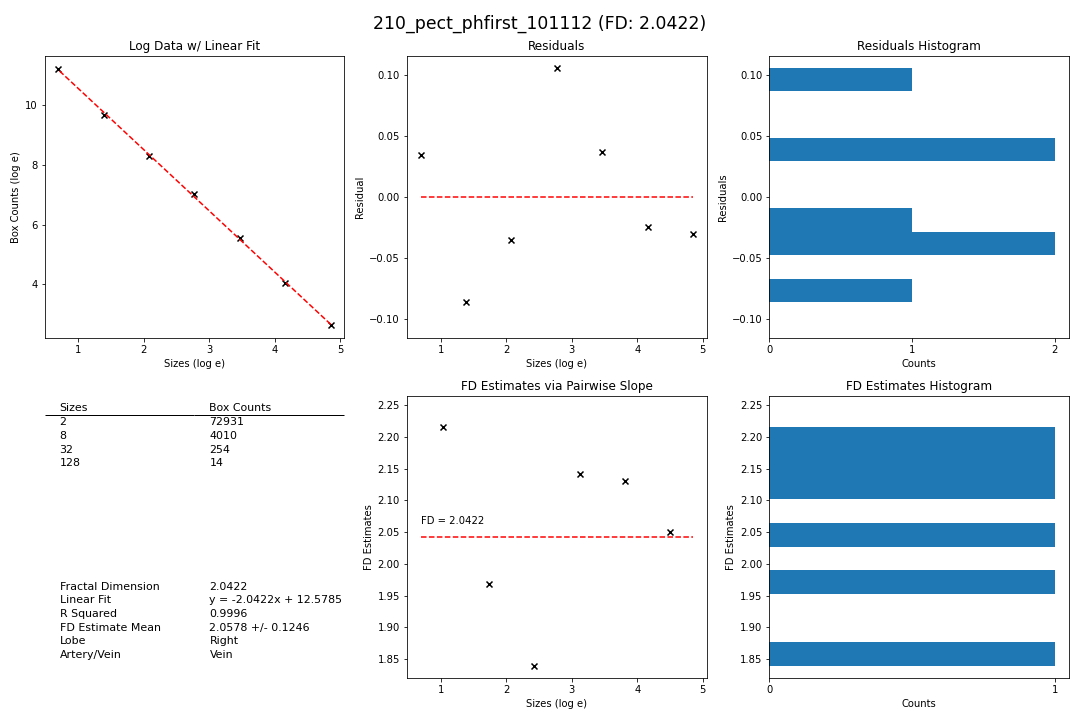 210_pect_phfirst_101112 (FD: 2.0422)
Log Data w/ Linear Fit
Box Counts (log e)
10
8
6
4
1 2 3 4 5
Sizes (log e)
Residuals
Residual
0.10
0.05
0.00
−0.05
−0.10
1 2 3 4 5
Sizes (log e)
Residuals Histogram
Residuals
0.10
0.05
0.00
−0.05
−0.10
0 1 2
Counts
Sizes Box Counts
2 72931
8 4010
32 254
128 14
Fractal Dimension 2.0422
Linear Fit y = -2.0422x + 12.5785
R Squared 0.9996
FD Estimate Mean 2.0578 +/- 0.1246
Lobe Right
Artery/Vein Vein
FD Estimates via Pairwise Slope
FD Estimates
2.25
2.20
2.15
2.10
2.05
2.00
1.95
1.90
1.85
FD = 2.0422
1 2 3 4 5
Sizes (log e)
FD Estimates Histogram
FD Estimates
2.25
2.20
2.15
2.10
2.05
2.00
1.95
1.90
1.85
0 1
Counts